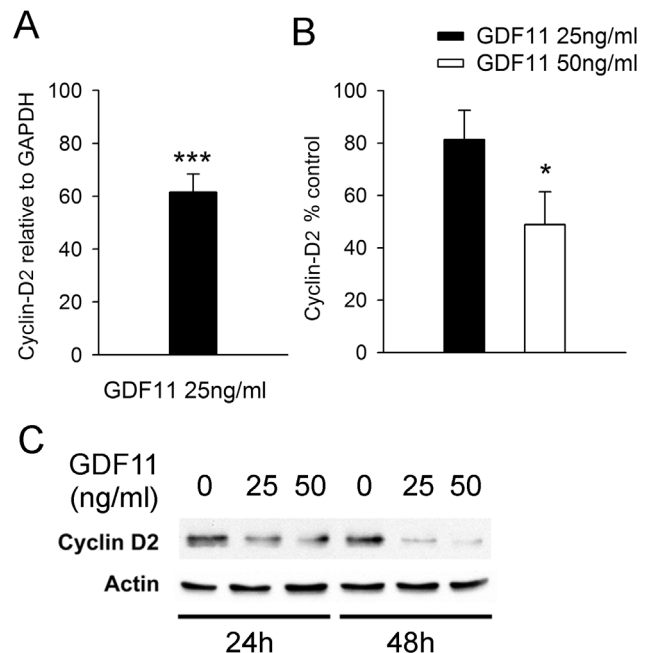 A
Cyclin-D2 relative to GAPDH
100
80
60
40
20
0
***
GDF11 25ng/ml
B
GDF11 25ng/ml
GDF11 50ng/ml
Cyclin-D2 % control
100
80
60
40
20
0
*
C
GDF11
(ng/ml)
0 25 50 0 25 50
Cyclin D2
Actin
24h 48h